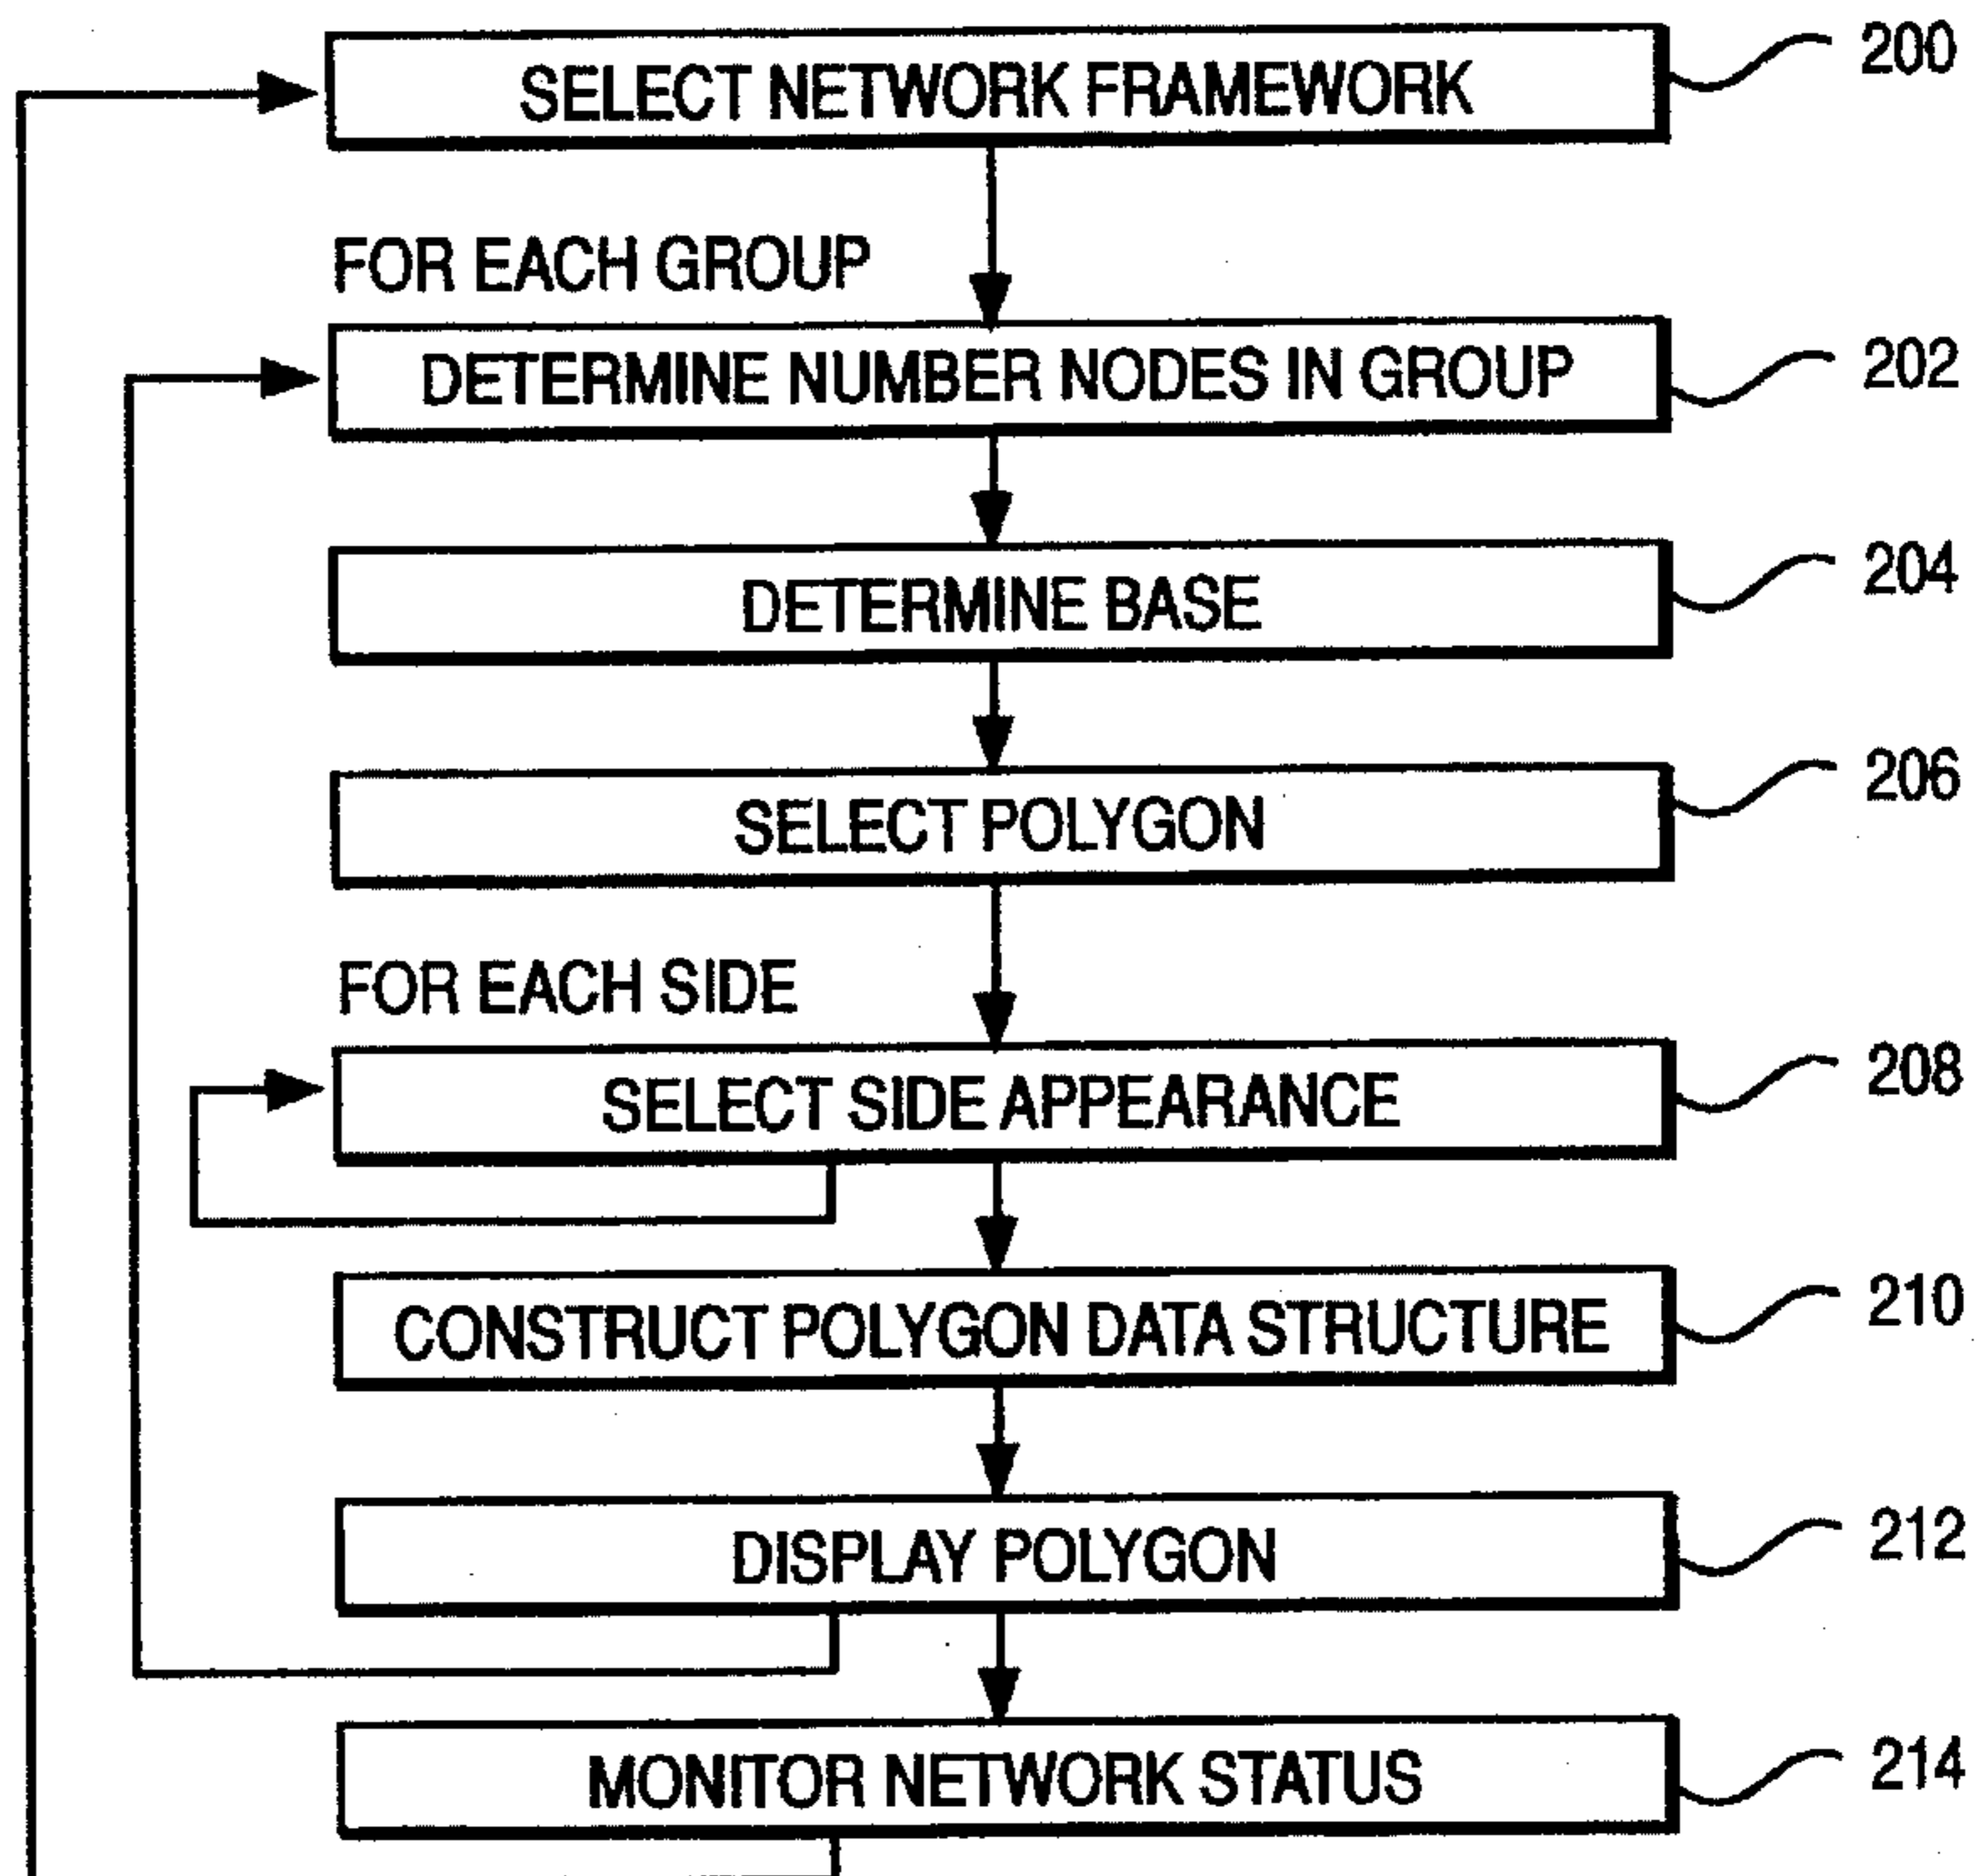 SELECT NETWORK FRAMEWORK 200
FOR EACH GROUP
DETERMINE NUMBER NODES IN GROUP 202
DETERMINE BASE 204
SELECT POLYGON 206
FOR EACH SIDE
SELECT SIDE APPEARANCE 208
CONSTRUCT POLYGON DATA STRUCTURE 210
DISPLAY POLYGON 212
MONITOR NETWORK STATUS 214